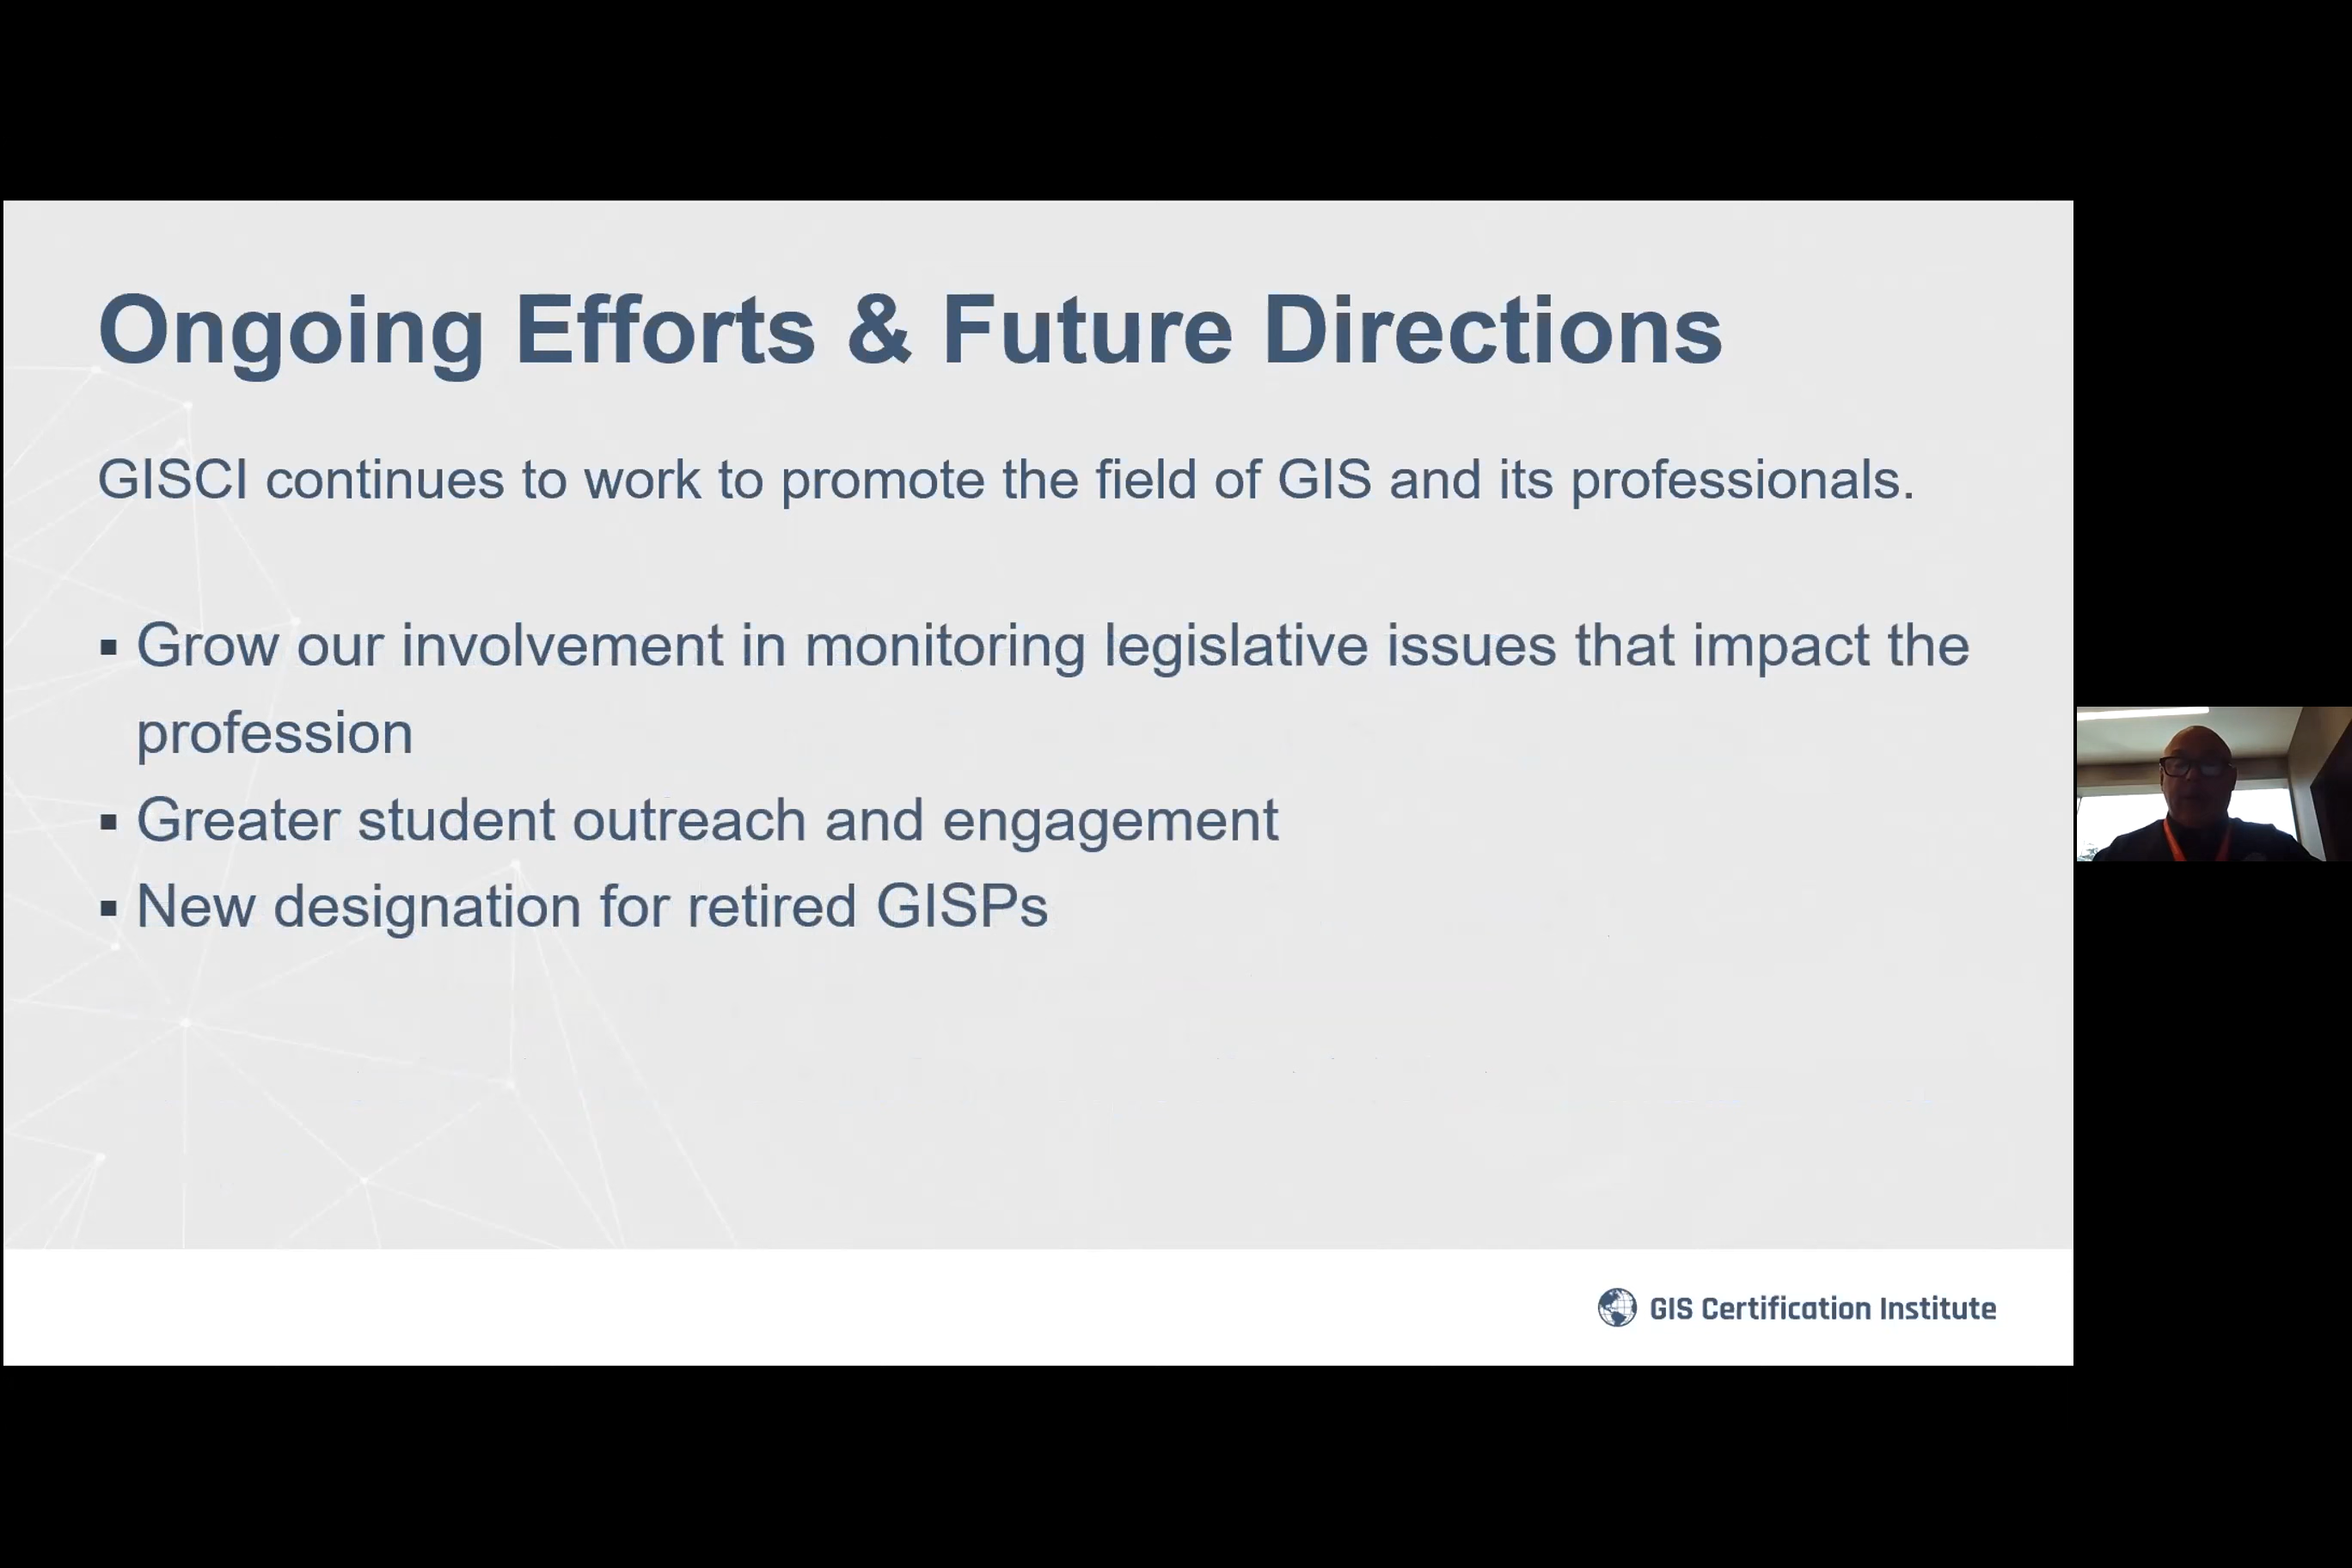 Ongoing Efforts & Future Directions
GISCI continues to work to promote the field of GIS and its professionals.
▪ Grow our involvement in monitoring legislative issues that impact the
profession
▪ Greater student outreach and engagement
▪ New designation for retired GISPs
GIS Certification Institute